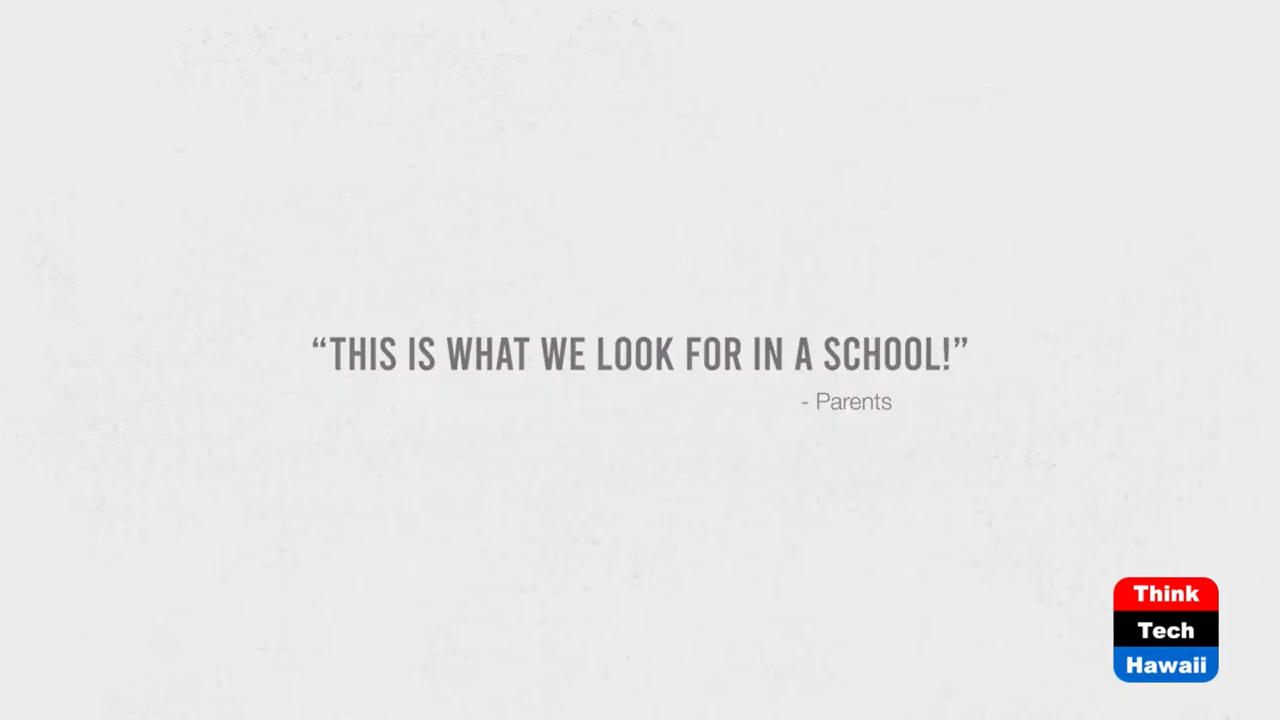 “THIS IS WHAT WE LOOK FOR IN A SCHOOL!”
- Parents
Think
Tech
Hawaii